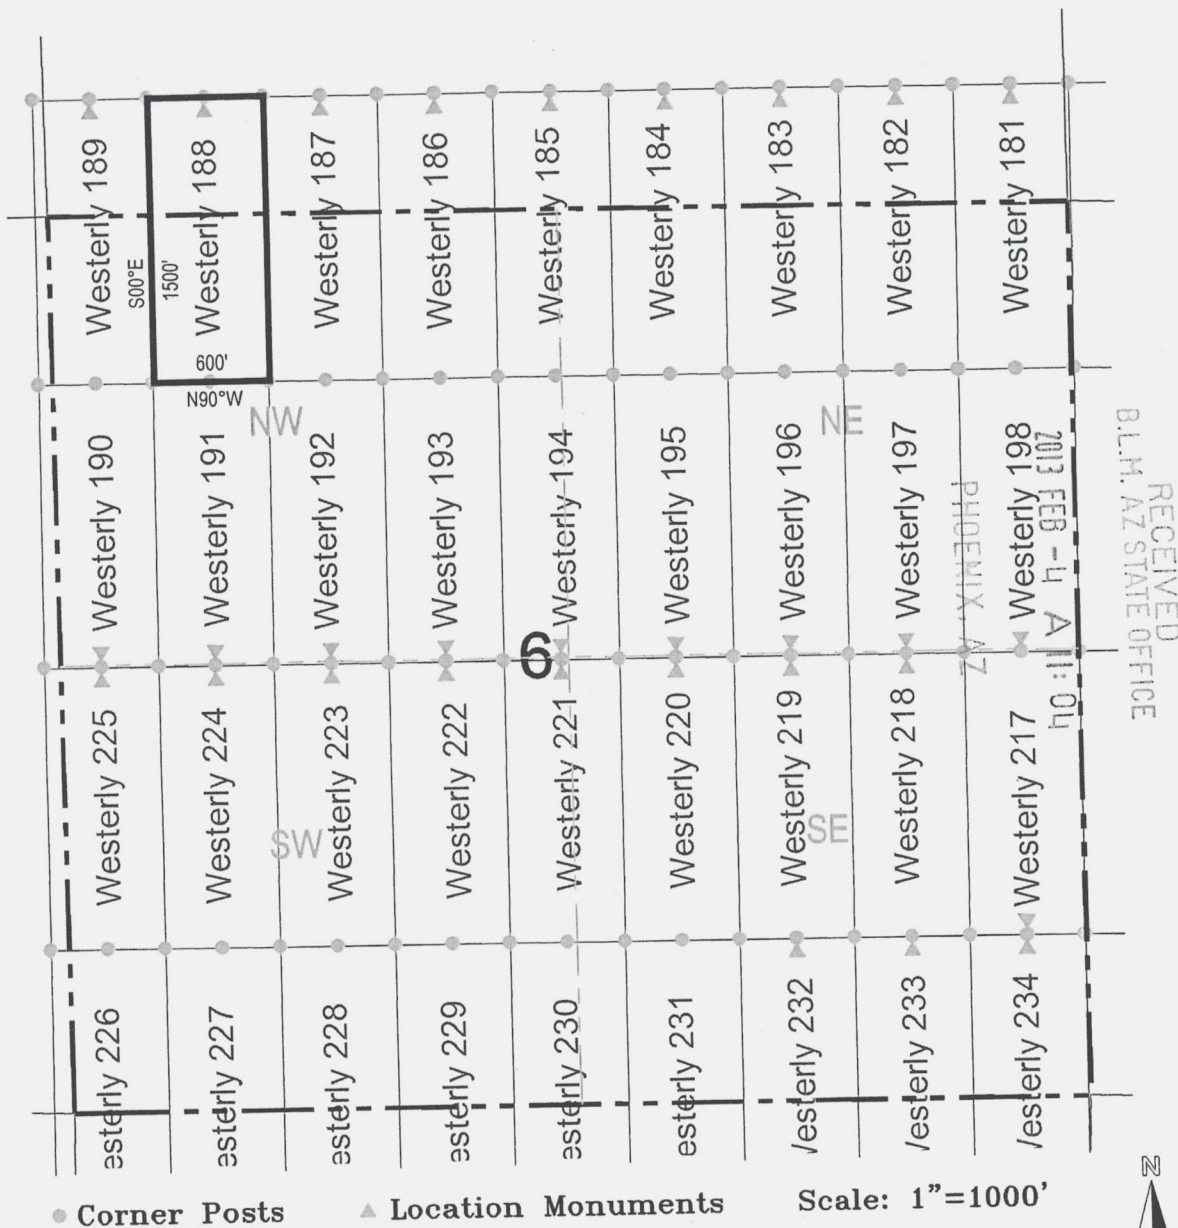 Westerly 189
Westerly 188
Westerly 187
Westerly 186
Westerly 185
Westerly 184
Westerly 183
Westerly 182
Westerly 181
S00°E
1500'
600'
N90°W
NW
NE
Westerly 190
Westerly 191
Westerly 192
Westerly 193
Westerly 194
Westerly 195
Westerly 196
Westerly 197
Westerly 198
6
Westerly 225
Westerly 224
Westerly 223
Westerly 222
Westerly 221
Westerly 220
Westerly 219
Westerly 218
Westerly 217
SW
SE
esterly 226
esterly 227
esterly 228
esterly 229
esterly 230
esterly 231
Westerly 232
Westerly 233
Westerly 234
RECEIVED
B.L.M. AZ STATE OFFICE
2013 FEB -4 A 11:04
PHOENIX, AZ
Corner Posts
Location Monuments
Scale: 1”=1000’
N